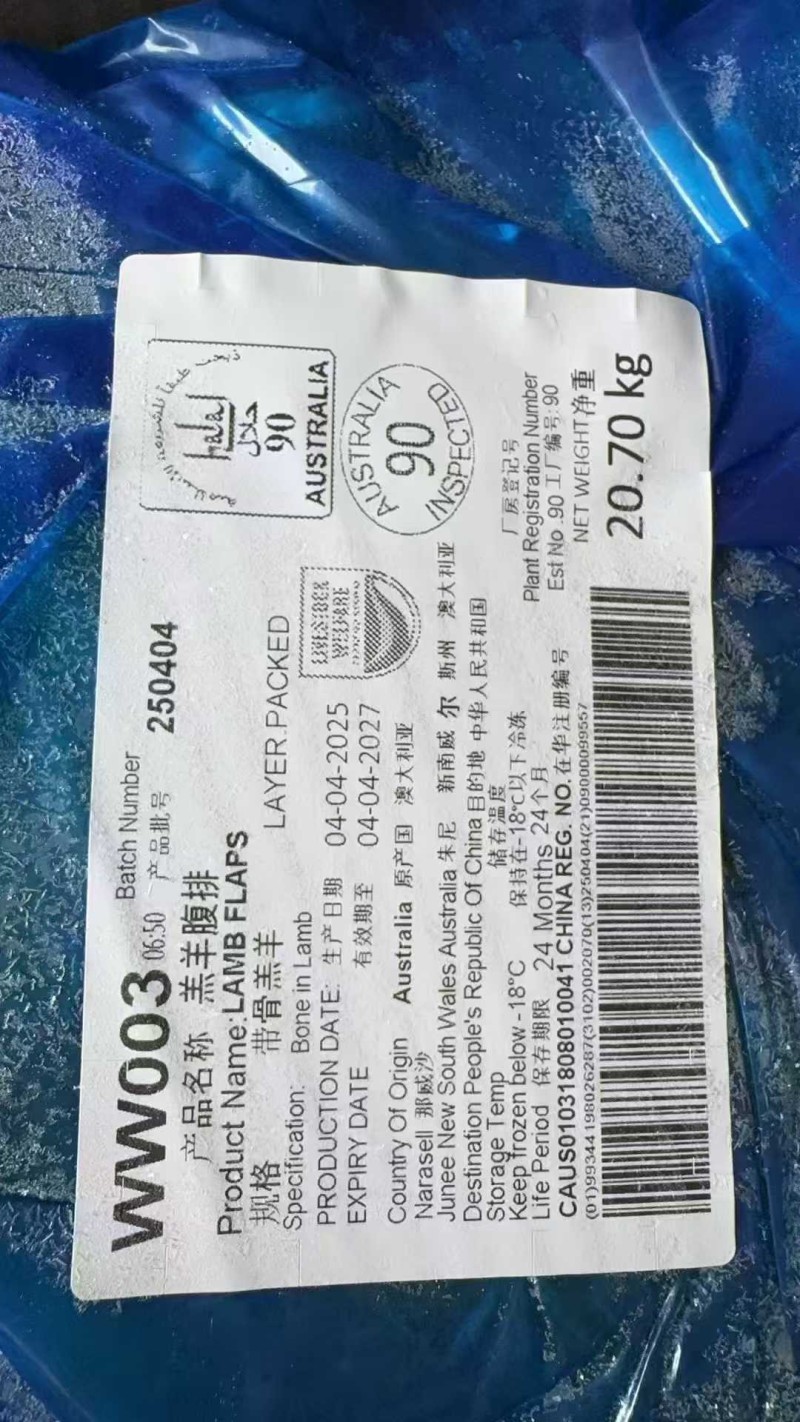 WW003 06:50
Batch Number
产品批号 250404
产品名称 羔羊腹排
Product Name:LAMB FLAPS
规格 带骨羔羊
Specification: Bone in Lamb
LAYER.PACKED
PRODUCTION DATE: 生产日期 04-04-2025
EXPIRY DATE 有效期至 04-04-2027
Country Of Origin Australia 原产国 澳大利亚
Narasell 那威沙
Junee New South Wales Australia 朱尼 新南威尔 斯州 澳大利亚
Destination People's Republic Of China 目的地 中华人民共和国
Storage Temp 储存温度
Keep frozen below -18°C 保持在-18°C以下冷冻
Life Period 保存期限 24 Months 24个月
CAUS01031808010041 CHINA REG. NO. 在华注册编号
(01)99344198026287(3102)002070(13)250404(21)09000099557
halal
حلال
90
AUSTRALIA
AUSTRALIA
90
INSPECTED
厂房登记号
Plant Registration Number
Est No .90 工厂编号: 90
NET WEIGHT 净重
20.70 kg